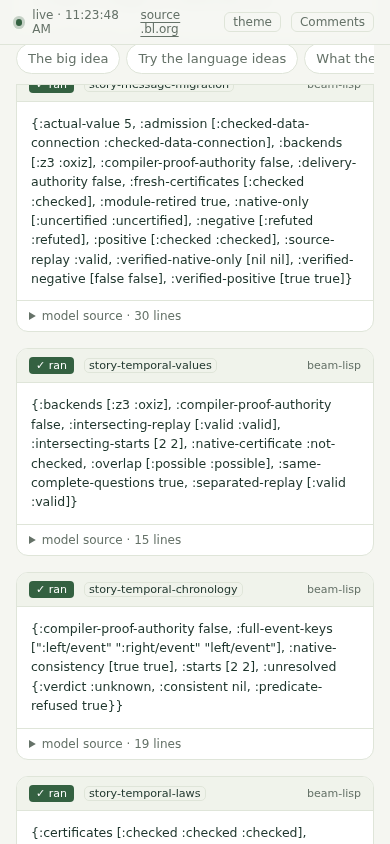 live · 11:23:48 AM
source .bl.org
theme
Comments
The big idea
Try the language ideas
What the
✓ ran story-message-migration beam-lisp
{:actual-value 5, :admission [:checked-data-
connection :checked-data-connection], :backends
[:z3 :oxiz], :compiler-proof-authority false, :delivery-
authority false, :fresh-certificates [:checked
:checked], :module-retired true, :native-only
[:uncertified :uncertified], :negative [:refuted
:refuted], :positive [:checked :checked], :source-
replay :valid, :verified-native-only [nil nil], :verified-
negative [false false], :verified-positive [true true]}
▶ model source · 30 lines
✓ ran story-temporal-values beam-lisp
{:backends [:z3 :oxiz], :compiler-proof-authority
false, :intersecting-replay [:valid :valid],
:intersecting-starts [2 2], :native-certificate :not-
checked, :overlap [:possible :possible], :same-
complete-questions true, :separated-replay [:valid
:valid]}
▶ model source · 15 lines
✓ ran story-temporal-chronology beam-lisp
{:compiler-proof-authority false, :full-event-keys
[":left/event" ":right/event" "left/event"], :native-
consistency [true true], :starts [2 2], :unresolved
{:verdict :unknown, :consistent nil, :predicate-
refused true}}
▶ model source · 19 lines
✓ ran story-temporal-laws beam-lisp
{:certificates [:checked :checked :checked],